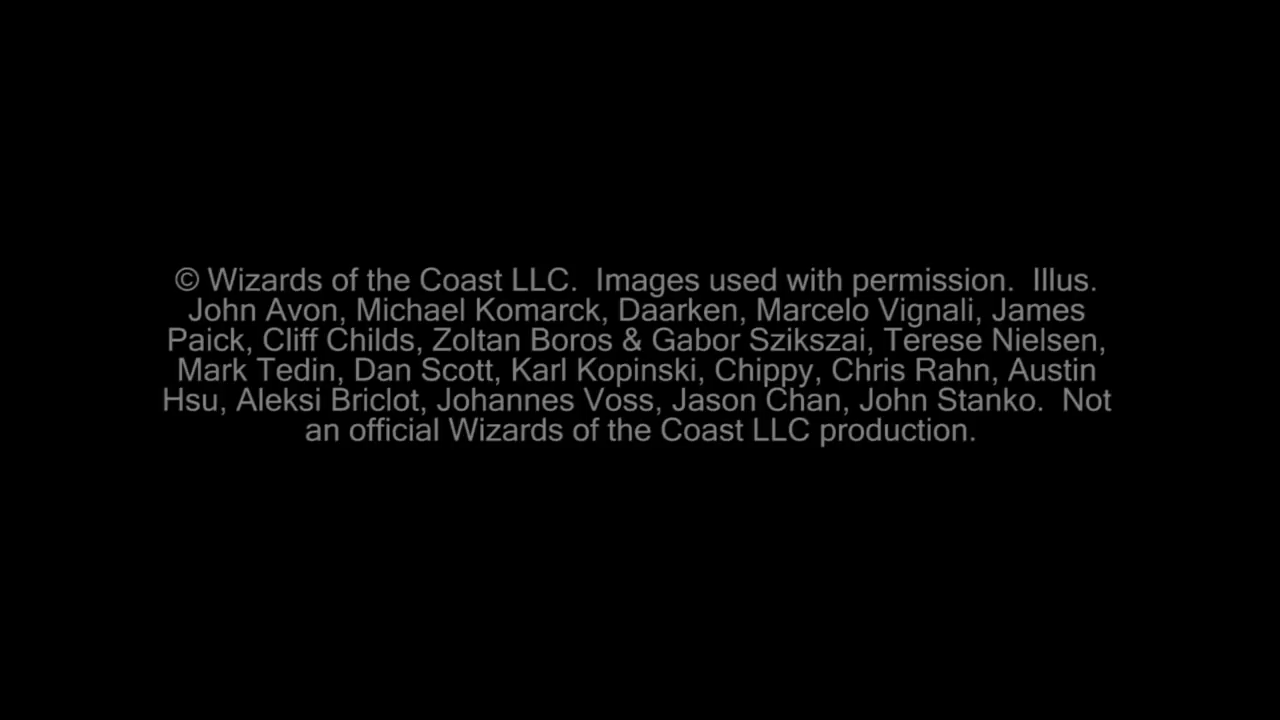 © Wizards of the Coast LLC.  Images used with permission.  Illus.
John Avon, Michael Komarck, Daarken, Marcelo Vignali, James
Paick, Cliff Childs, Zoltan Boros & Gabor Szikszai, Terese Nielsen,
Mark Tedin, Dan Scott, Karl Kopinski, Chippy, Chris Rahn, Austin
Hsu, Aleksi Briclot, Johannes Voss, Jason Chan, John Stanko.  Not
an official Wizards of the Coast LLC production.